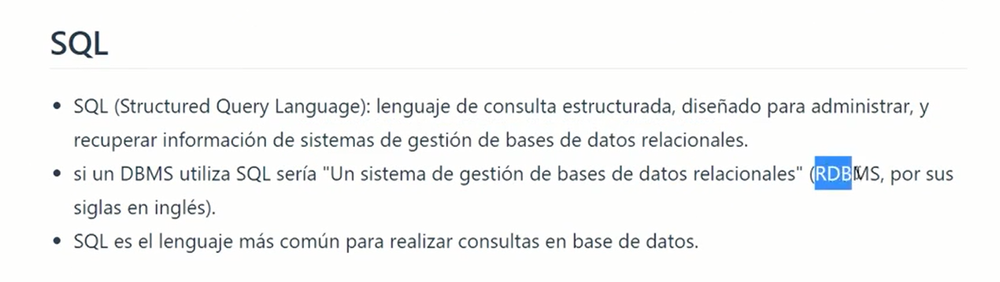 SQL
SQL (Structured Query Language): lenguaje de consulta estructurada, diseñado para administrar, y
recuperar información de sistemas de gestión de bases de datos relacionales.
si un DBMS utiliza SQL sería "Un sistema de gestión de bases de datos relacionales" (RDBMS, por sus
siglas en inglés).
SQL es el lenguaje más común para realizar consultas en base de datos.